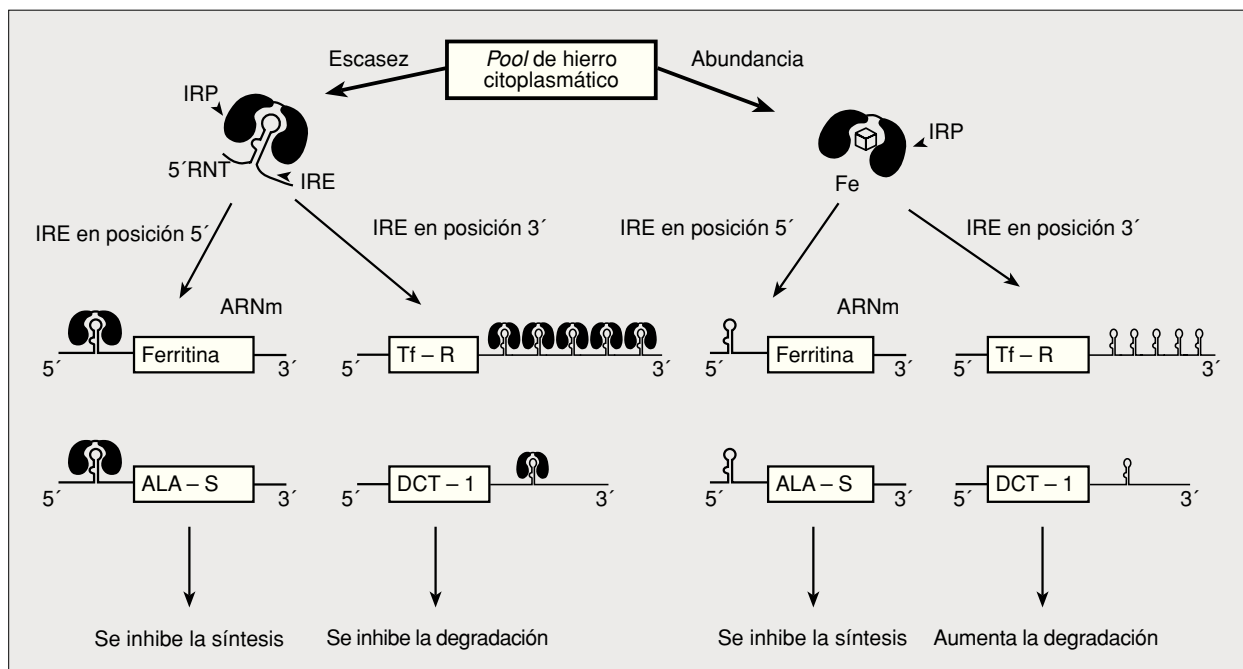 Escasez
Pool de hierro
citoplasmático
Abundancia
IRP
5´RNT
IRE
IRP
Fe
IRE en posición 5´
IRE en posición 3´
IRE en posición 5´
IRE en posición 3´
ARNm
ARNm
5´ Ferritina 3´
5´ Tf – R 3´
5´ Ferritina 3´
5´ Tf – R 3´
5´ ALA – S 3´
5´ DCT – 1 3´
5´ ALA – S 3´
5´ DCT – 1 3´
Se inhibe la síntesis
Se inhibe la degradación
Se inhibe la síntesis
Aumenta la degradación